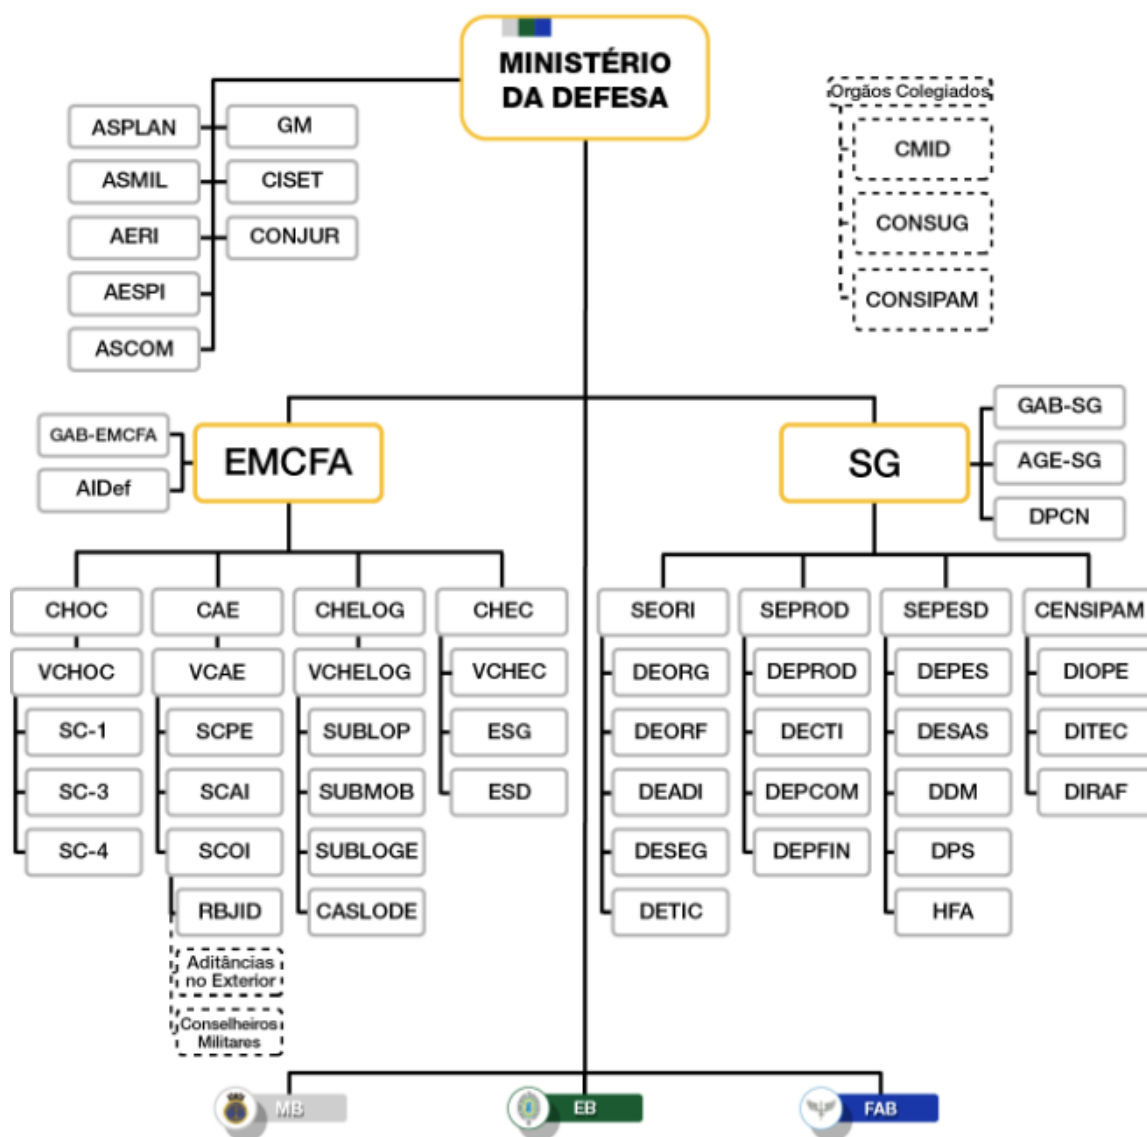 MINISTÉRIO
DA DEFESA
Orgãos Colegiados
CMID
CONSUG
CONSIPAM
ASPLAN
GM
ASMIL
CISET
AERI
CONJUR
AESPI
ASCOM
GAB-EMCFA
AIDef
EMCFA
SG
GAB-SG
AGE-SG
DPCN
CHOC
CAE
CHELOG
CHEC
SEORI
SEPROD
SEPESD
CENSIPAM
VCHOC
VCAE
VCHELOG
VCHEC
DEORG
DEPROD
DEPES
DIOPE
SC-1
SCPE
SUBLOP
ESG
DEORF
DECTI
DESAS
DITEC
SC-3
SCAI
SUBMOB
ESD
DEADI
DEPCOM
DDM
DIRAF
SC-4
SCOI
SUBLOGE
DESEG
DEPFIN
DPS
RBJID
CASLODE
DETIC
HFA
Aditâncias
no Exterior
Conselheiros
Militares
MB
EB
FAB